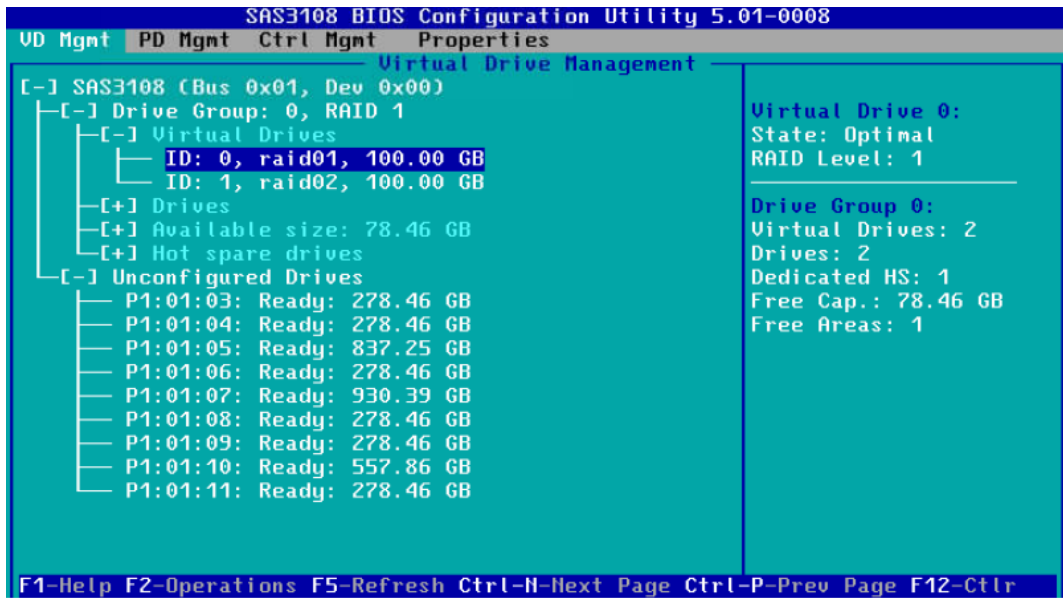 SAS3108 BIOS Configuration Utility 5.01-0008
VD Mgmt PD Mgmt Ctrl Mgmt Properties
Virtual Drive Management
[-] SAS3108 (Bus 0x01, Dev 0x00)
[-] Drive Group: 0, RAID 1
[-] Virtual Drives
ID: 0, raid01, 100.00 GB
ID: 1, raid02, 100.00 GB
[+] Drives
[+] Available size: 78.46 GB
[+] Hot spare drives
[-] Unconfigured Drives
P1:01:03: Ready: 278.46 GB
P1:01:04: Ready: 278.46 GB
P1:01:05: Ready: 837.25 GB
P1:01:06: Ready: 278.46 GB
P1:01:07: Ready: 930.39 GB
P1:01:08: Ready: 278.46 GB
P1:01:09: Ready: 278.46 GB
P1:01:10: Ready: 557.86 GB
P1:01:11: Ready: 278.46 GB
Virtual Drive 0:
State: Optimal
RAID Level: 1
Drive Group 0:
Virtual Drives: 2
Drives: 2
Dedicated HS: 1
Free Cap.: 78.46 GB
Free Areas: 1
F1-Help F2-Operations F5-Refresh Ctrl-N-Next Page Ctrl-P-Prev Page F12-Ctlr